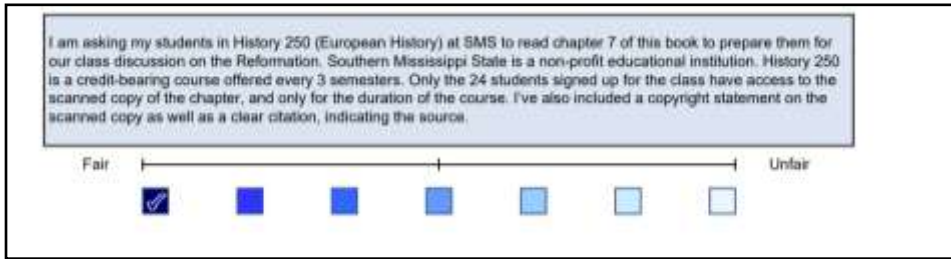 I am asking my students in History 250 (European History) at SMS to read chapter 7 of this book to prepare them for
our class discussion on the Reformation. Southern Mississippi State is a non-profit educational institution. History 250
is a credit-bearing course offered every 3 semesters. Only the 24 students signed up for the class have access to the
scanned copy of the chapter, and only for the duration of the course. I've also included a copyright statement on the
scanned copy as well as a clear citation, indicating the source.
Fair Unfair